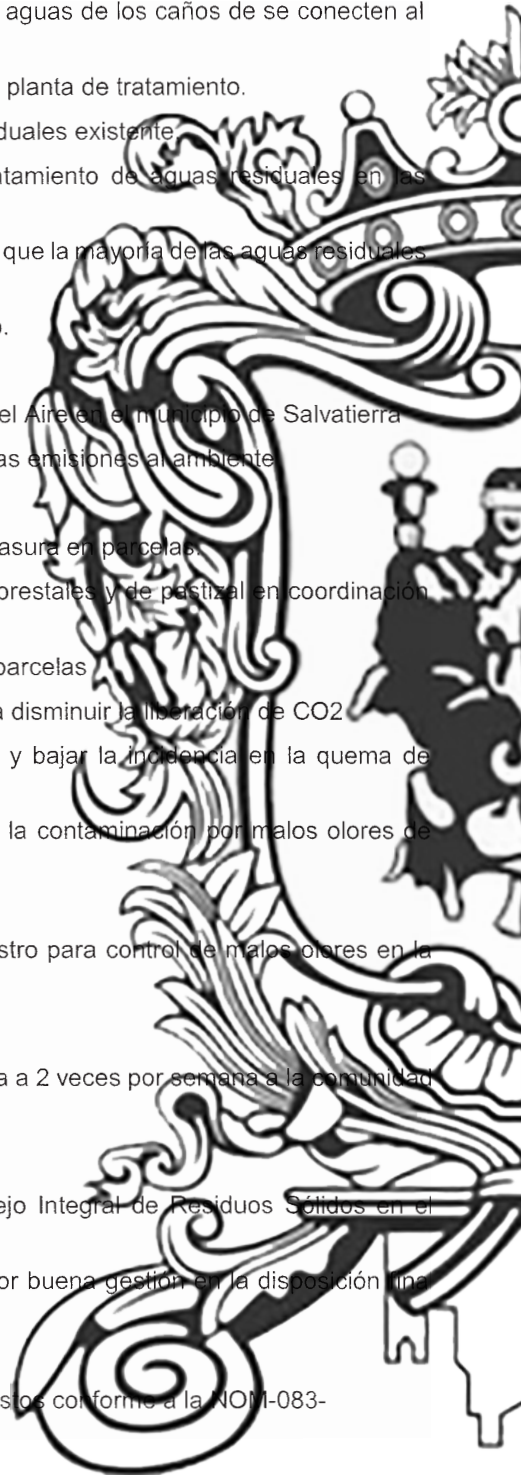 aguas de los caños de se conecten al
planta de tratamiento.
duales existente.
atamiento de aguas residuales en las
que la mayoría de las aguas residuales
o.
el Aire en el municipio de Salvatierra
as emisiones al ambiente
asura en parcelas.
orestales y de pastizal en coordinación
parcelas
a disminuir la liberación de CO2
y bajar la incidencia en la quema de
la contaminación por malos olores de
stro para control de malos olores en la
a a 2 veces por semana a la comunidad
ejo Integral de Residuos Sólidos en el
or buena gestión en la disposición fina
stos conforme a la NOM-083-